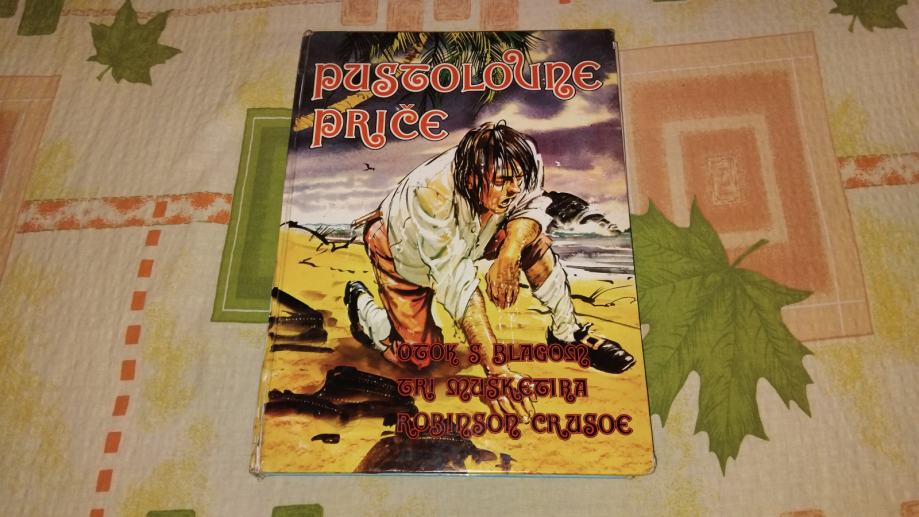 PUSTOLOVNE
PRIČE
OTOK S BLAGOM
TRI MUŠKETIRA
ROBINSON CRUSOE